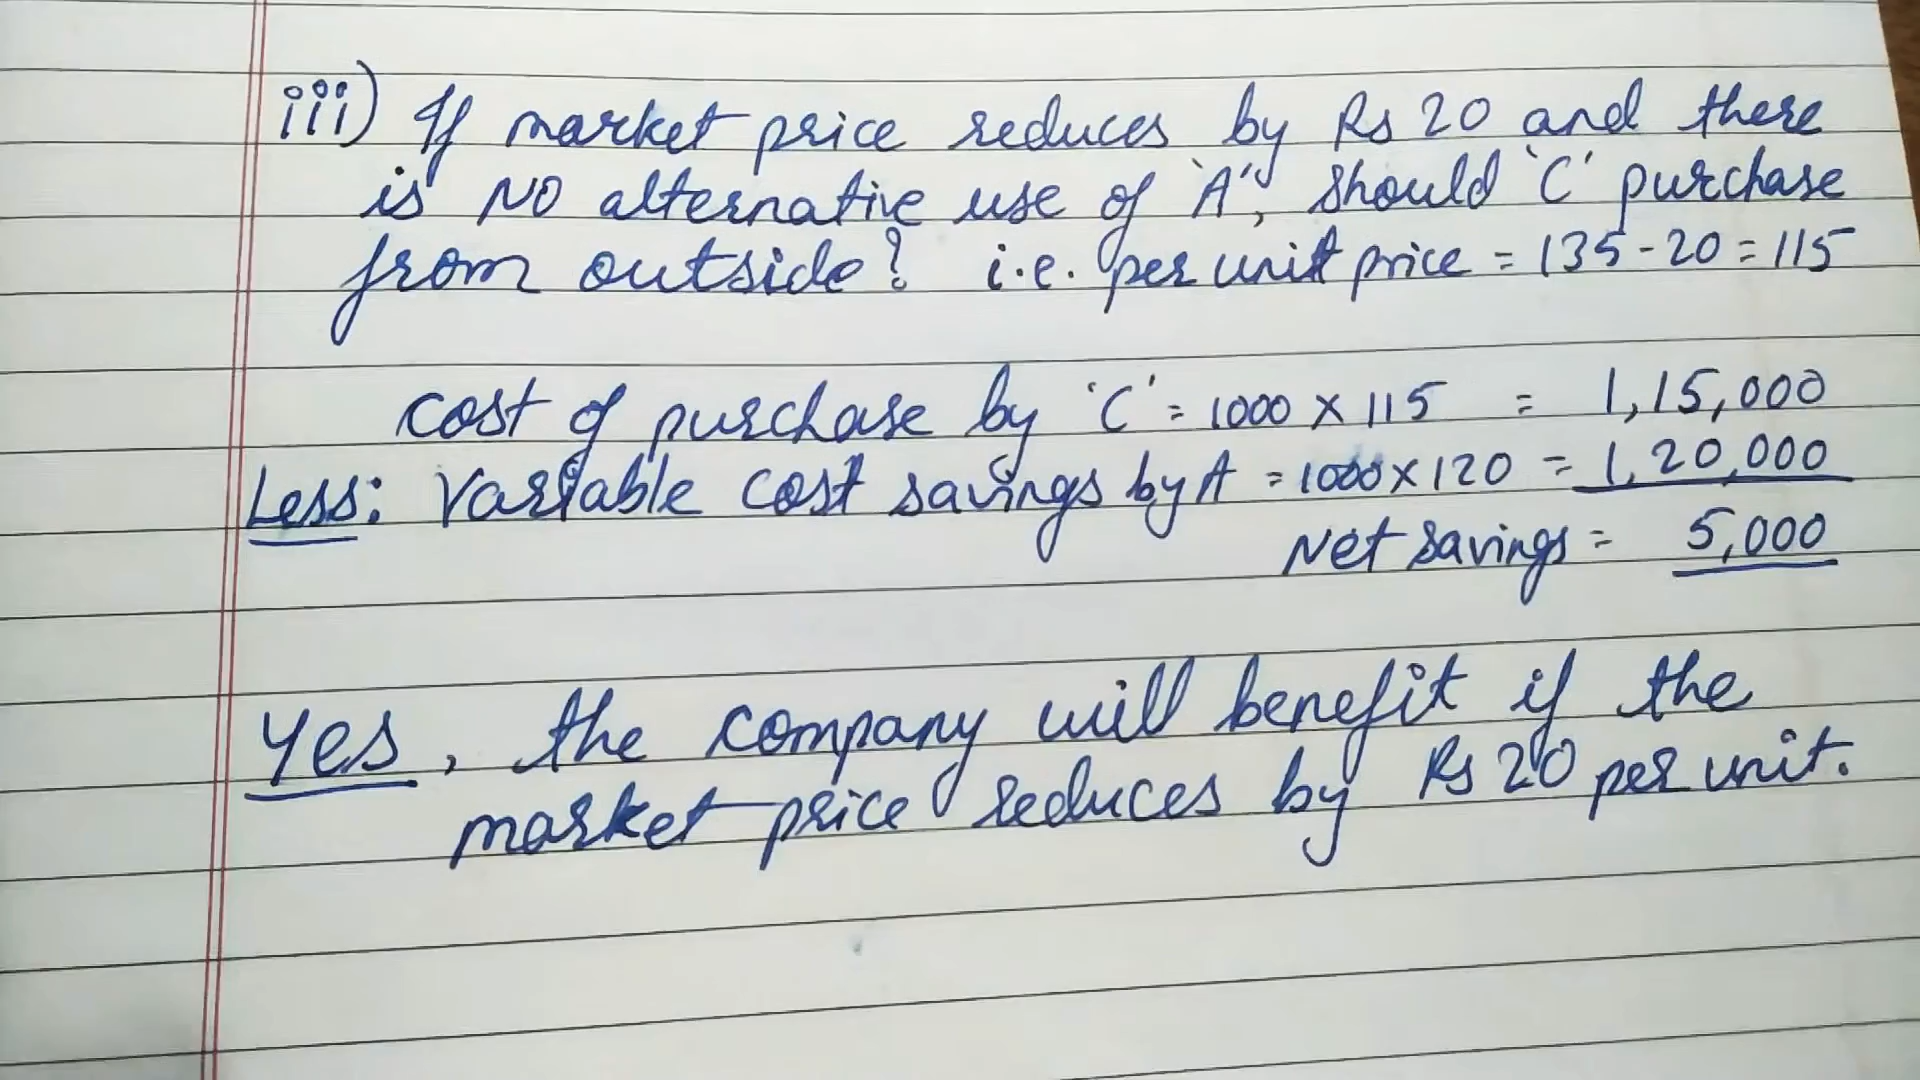 iii) If market price reduces by Rs 20 and there
is NO alternative use of 'A', should 'C' purchase
from outside? i.e. per unit price = 135-20 = 115
Cost of purchase by 'C' = 1000 x 115 = 1,15,000
Less: Variable cost savings by A = 1000 x 120 = 1,20,000
Net savings = 5,000
Yes, the company will benefit if the
market price reduces by Rs 20 per unit.